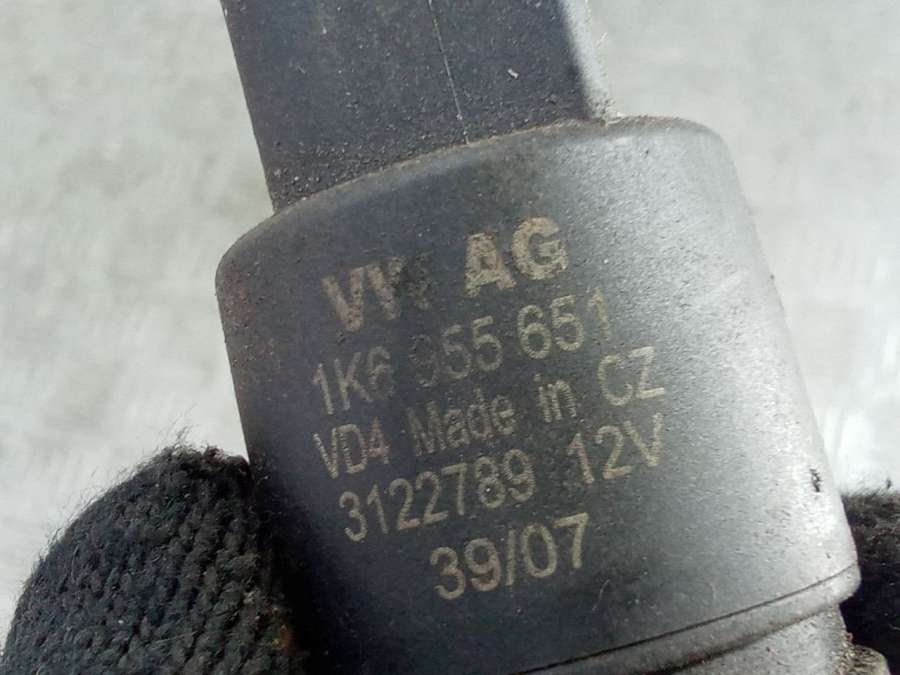 VW AG
1K6 955 651
VD4 Made in CZ
3122789 12V
39/07